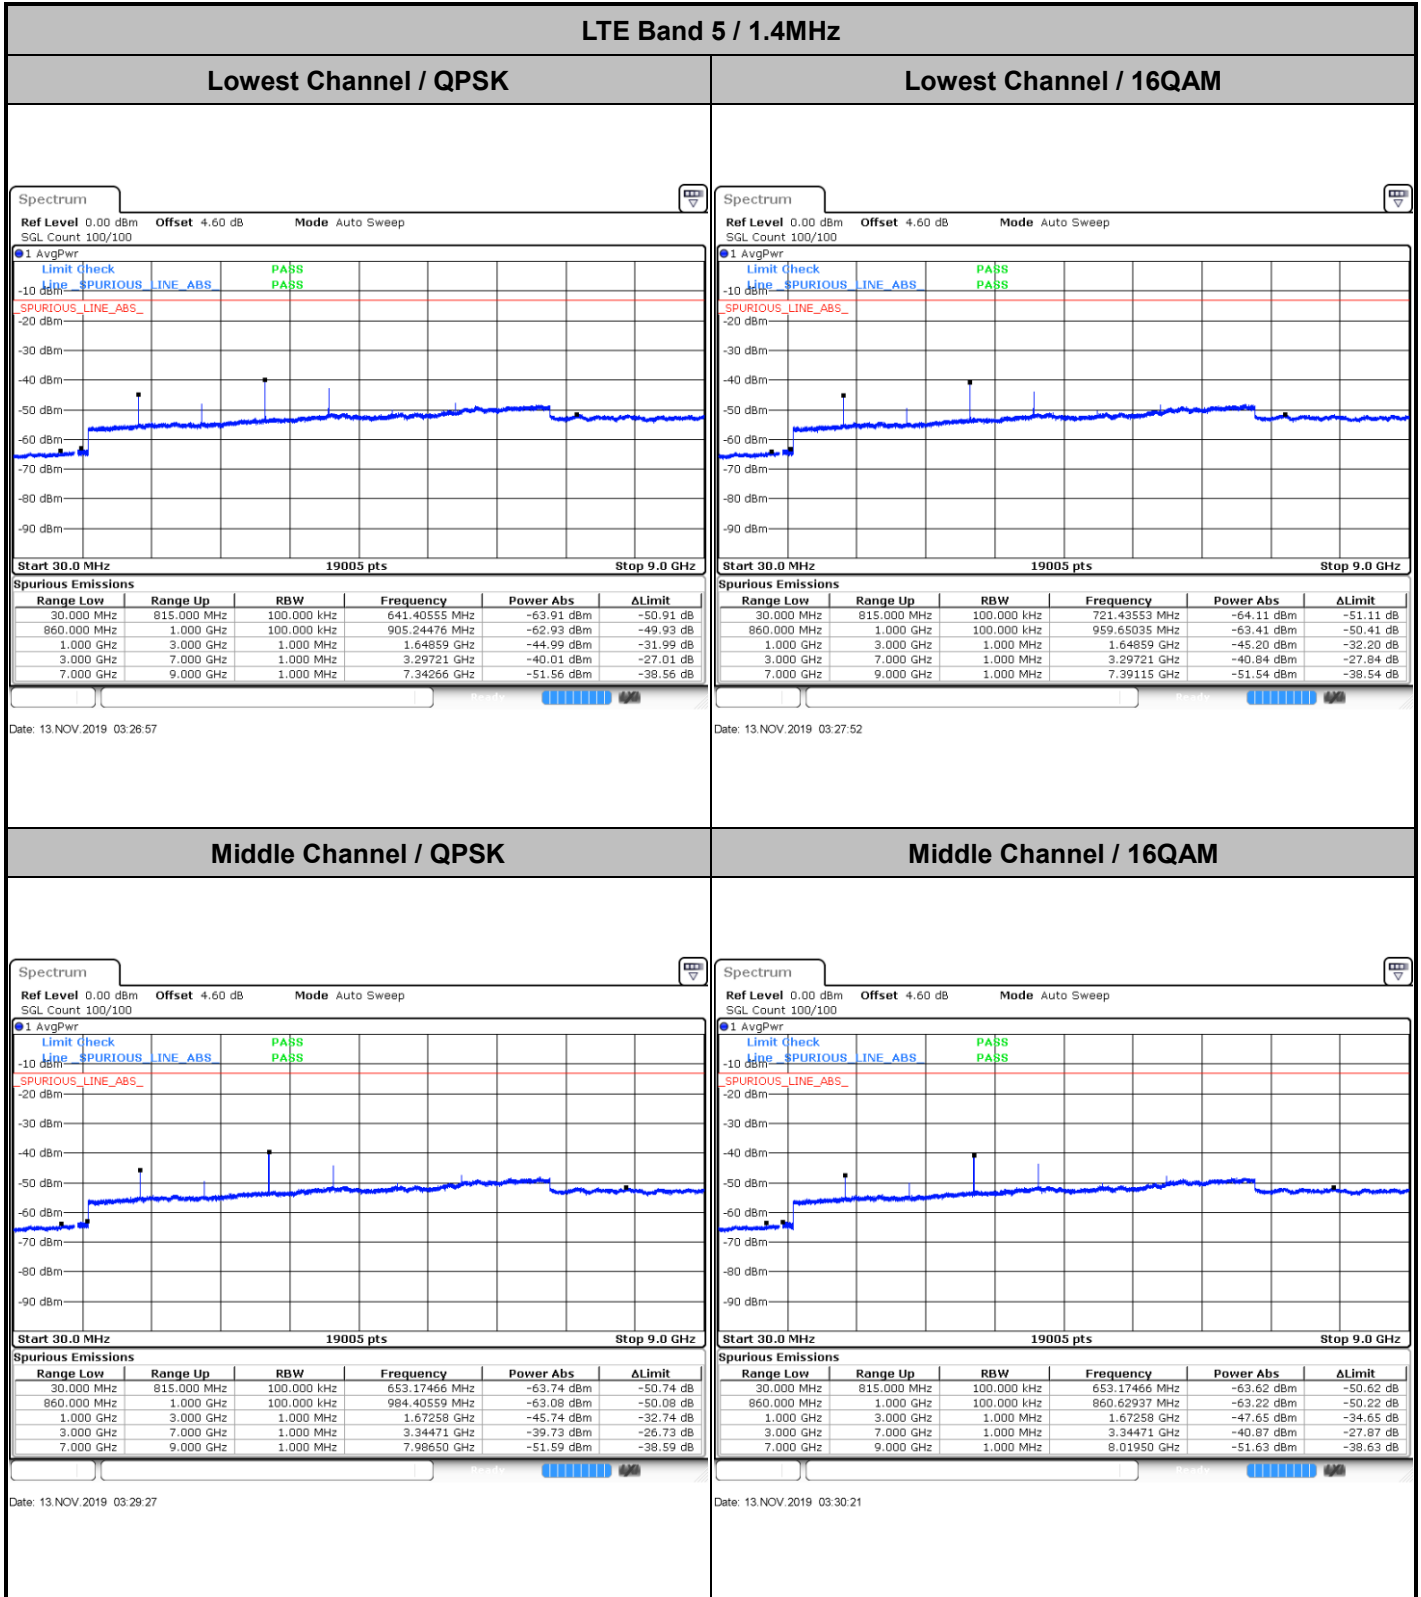 LTE Band 5 / 1.4MHz
Lowest Channel / QPSK
Lowest Channel / 16QAM
Spectrum
Ref Level 0.00 dBm Offset 4.60 dB Mode Auto Sweep
SGL Count 100/100
1 AvgPwr
Limit Check PASS
Line _SPURIOUS_LINE_ABS_ PASS
-10 dBm
_SPURIOUS_LINE_ABS_
-20 dBm
-30 dBm
-40 dBm
-50 dBm
-60 dBm
-70 dBm
-80 dBm
-90 dBm
Start 30.0 MHz 19005 pts Stop 9.0 GHz
Spurious Emissions
Range Low Range Up RBW Frequency Power Abs ΔLimit
30.000 MHz 815.000 MHz 100.000 kHz 641.40555 MHz -63.91 dBm -50.91 dB
860.000 MHz 1.000 GHz 100.000 kHz 905.24476 MHz -62.93 dBm -49.93 dB
1.000 GHz 3.000 GHz 1.000 MHz 1.64859 GHz -44.99 dBm -31.99 dB
3.000 GHz 7.000 GHz 1.000 MHz 3.29721 GHz -40.01 dBm -27.01 dB
7.000 GHz 9.000 GHz 1.000 MHz 7.34266 GHz -51.56 dBm -38.56 dB
Date: 13.NOV.2019 03:26:57
Spectrum
Ref Level 0.00 dBm Offset 4.60 dB Mode Auto Sweep
SGL Count 100/100
1 AvgPwr
Limit Check PASS
Line _SPURIOUS_LINE_ABS_ PASS
-10 dBm
_SPURIOUS_LINE_ABS_
-20 dBm
-30 dBm
-40 dBm
-50 dBm
-60 dBm
-70 dBm
-80 dBm
-90 dBm
Start 30.0 MHz 19005 pts Stop 9.0 GHz
Spurious Emissions
Range Low Range Up RBW Frequency Power Abs ΔLimit
30.000 MHz 815.000 MHz 100.000 kHz 721.43553 MHz -64.11 dBm -51.11 dB
860.000 MHz 1.000 GHz 100.000 kHz 959.65035 MHz -63.41 dBm -50.41 dB
1.000 GHz 3.000 GHz 1.000 MHz 1.64859 GHz -45.20 dBm -32.20 dB
3.000 GHz 7.000 GHz 1.000 MHz 3.29721 GHz -40.84 dBm -27.84 dB
7.000 GHz 9.000 GHz 1.000 MHz 7.39115 GHz -51.54 dBm -38.54 dB
Date: 13.NOV.2019 03:27:52
Middle Channel / QPSK
Middle Channel / 16QAM
Spectrum
Ref Level 0.00 dBm Offset 4.60 dB Mode Auto Sweep
SGL Count 100/100
1 AvgPwr
Limit Check PASS
Line _SPURIOUS_LINE_ABS_ PASS
-10 dBm
_SPURIOUS_LINE_ABS_
-20 dBm
-30 dBm
-40 dBm
-50 dBm
-60 dBm
-70 dBm
-80 dBm
-90 dBm
Start 30.0 MHz 19005 pts Stop 9.0 GHz
Spurious Emissions
Range Low Range Up RBW Frequency Power Abs ΔLimit
30.000 MHz 815.000 MHz 100.000 kHz 653.17466 MHz -63.74 dBm -50.74 dB
860.000 MHz 1.000 GHz 100.000 kHz 984.40559 MHz -63.08 dBm -50.08 dB
1.000 GHz 3.000 GHz 1.000 MHz 1.67258 GHz -45.74 dBm -32.74 dB
3.000 GHz 7.000 GHz 1.000 MHz 3.34471 GHz -39.73 dBm -26.73 dB
7.000 GHz 9.000 GHz 1.000 MHz 7.98650 GHz -51.59 dBm -38.59 dB
Date: 13.NOV.2019 03:29:27
Spectrum
Ref Level 0.00 dBm Offset 4.60 dB Mode Auto Sweep
SGL Count 100/100
1 AvgPwr
Limit Check PASS
Line _SPURIOUS_LINE_ABS_ PASS
-10 dBm
_SPURIOUS_LINE_ABS_
-20 dBm
-30 dBm
-40 dBm
-50 dBm
-60 dBm
-70 dBm
-80 dBm
-90 dBm
Start 30.0 MHz 19005 pts Stop 9.0 GHz
Spurious Emissions
Range Low Range Up RBW Frequency Power Abs ΔLimit
30.000 MHz 815.000 MHz 100.000 kHz 653.17466 MHz -63.62 dBm -50.62 dB
860.000 MHz 1.000 GHz 100.000 kHz 860.62937 MHz -63.22 dBm -50.22 dB
1.000 GHz 3.000 GHz 1.000 MHz 1.67258 GHz -47.65 dBm -34.65 dB
3.000 GHz 7.000 GHz 1.000 MHz 3.34471 GHz -40.87 dBm -27.87 dB
7.000 GHz 9.000 GHz 1.000 MHz 8.01950 GHz -51.63 dBm -38.63 dB
Date: 13.NOV.2019 03:30:21